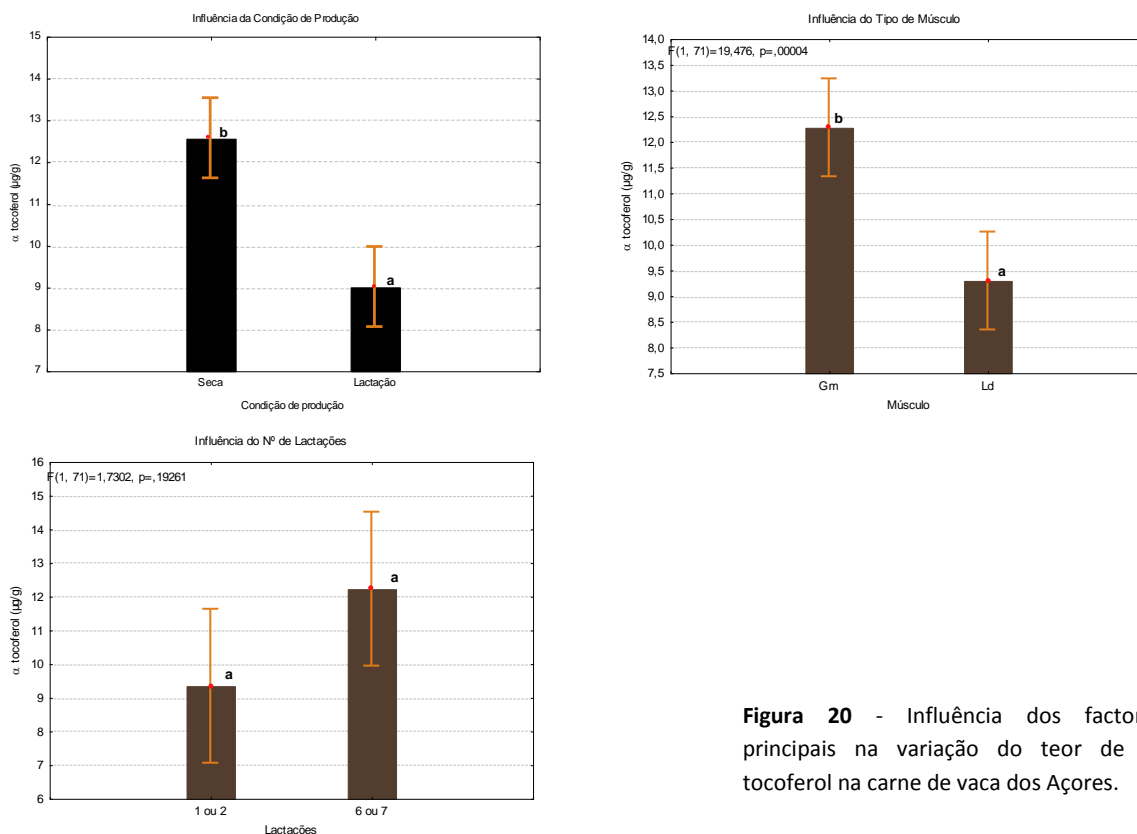 Influência da Condição de Produção
15
14
13
12
11
10
9
8
7
α tocoferol (µg/g)
b
a
Seca
Lactação
Condição de produção
Influência do Tipo de Músculo
F(1, 71)=19,476, p=,00004
14,0
13,5
13,0
12,5
12,0
11,5
11,0
10,5
10,0
9,5
9,0
8,5
8,0
7,5
α tocoferol (µg/g)
b
a
Gm
Ld
Músculo
Influência do Nº de Lactações
F(1, 71)=1,7302, p=,19261
16
15
14
13
12
11
10
9
8
7
6
α tocoferol (µg/g)
a
a
1 ou 2
6 ou 7
Lactações
Figura 20 - Influência dos factor
principais na variação do teor de
tocoferol na carne de vaca dos Açores.